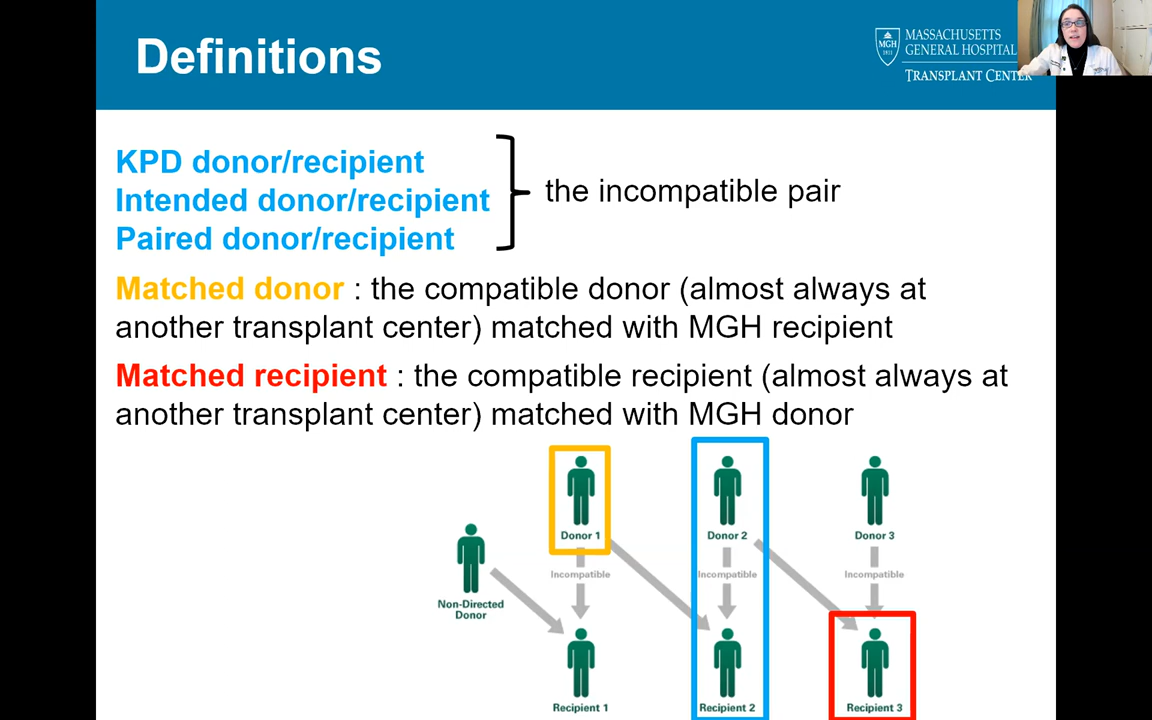 Definitions
MGH
1811
MASSACHUSETTS
GENERAL HOSPITAL
TRANSPLANT CENTER
KPD donor/recipient
Intended donor/recipient
Paired donor/recipient
the incompatible pair
Matched donor : the compatible donor (almost always at
another transplant center) matched with MGH recipient
Matched recipient : the compatible recipient (almost always at
another transplant center) matched with MGH donor
Donor 1
Donor 2
Donor 3
Incompatible
Incompatible
Incompatible
Non-Directed
Donor
Recipient 1
Recipient 2
Recipient 3